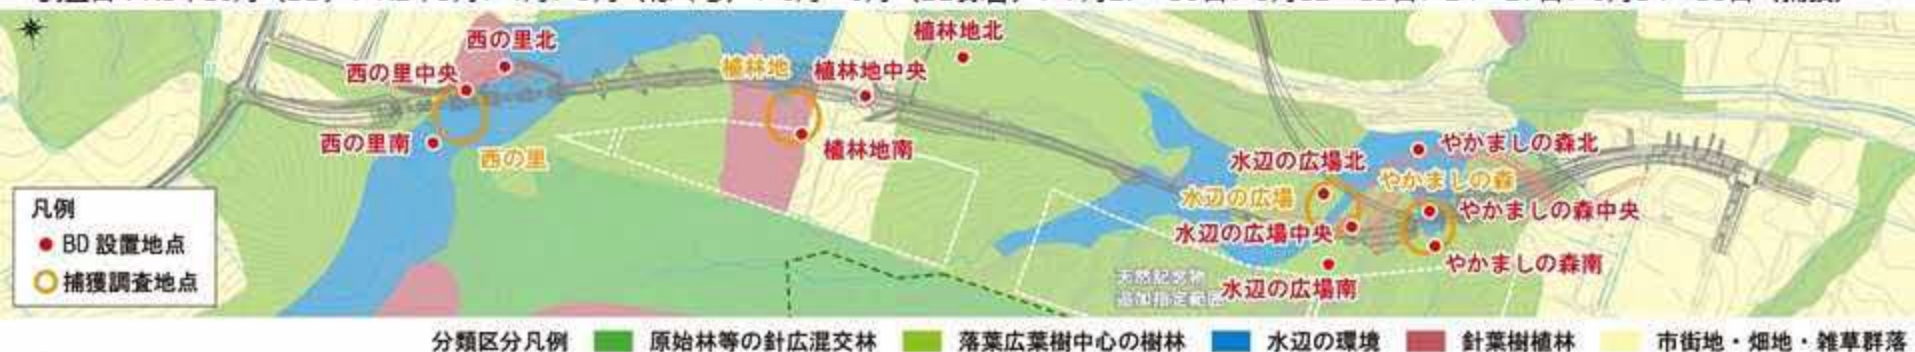 植林地北
西の里北
西の里中央
植林地
植林地中央
西の里南
西の里
植林地南
やかましの森北
水辺の広場北
やかましの森
水辺の広場
やかましの森中央
水辺の広場中央
やかましの森南
天然記念物
追加指定範囲
水辺の広場南
凡例
BD 設置地点
捕獲調査地点
分類区分凡例 原始林等の針広混交林 落葉広葉樹中心の樹林 水辺の環境 針葉樹植林 市街地・畑地・雑草群落